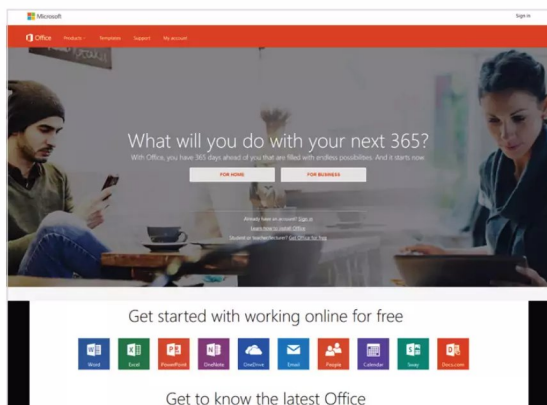 Microsoft
Sign in
Office Products Templates Support My account
What will you do with your next 365?
With Office, you have 365 days ahead of you that are filled with endless possibilities. And it starts now.
FOR HOME FOR BUSINESS
Already have an account? Sign in
Learn how to install Office
Student or teacher/lecturer? Get Office for free
Get started with working online for free
Word Excel PowerPoint OneNote OneDrive Email People Calendar Sway Docs.com
Get to know the latest Office